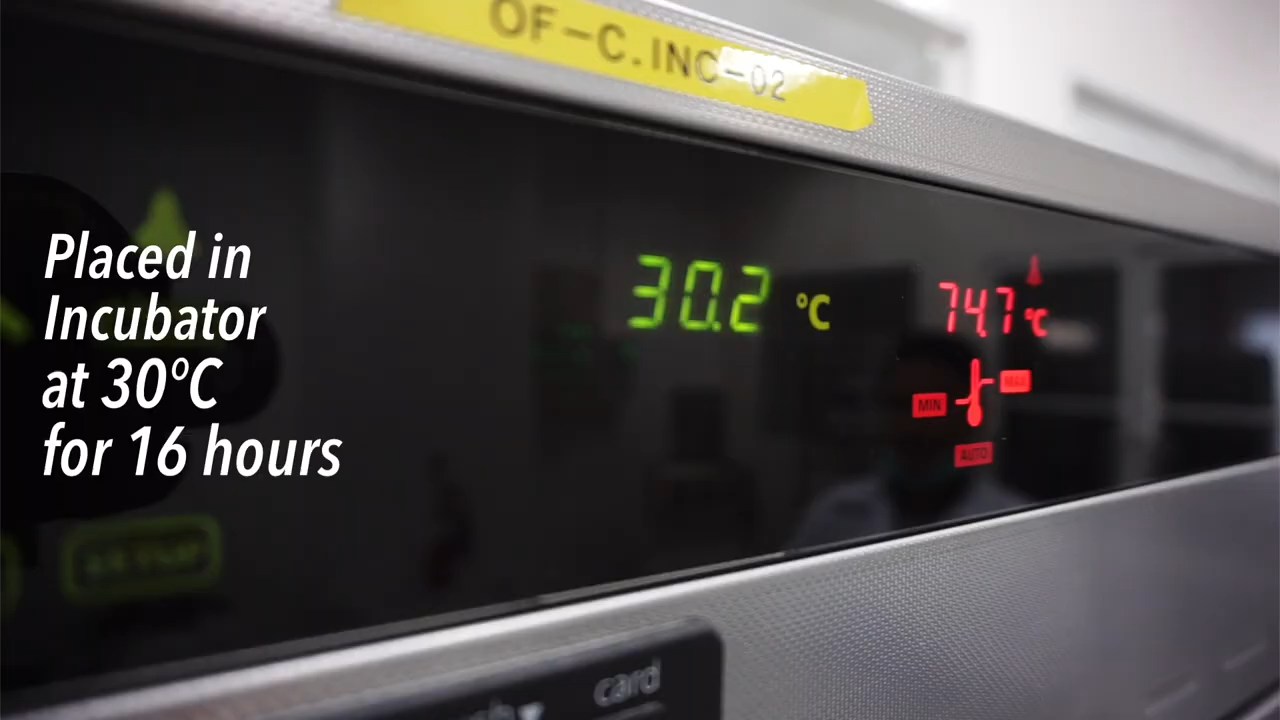 OF-C.INC-02
Placed in
Incubator
at 30ºC
for 16 hours
30.2 °C
74.7 °C
MIN
MAX
AUTO
SETUP
card